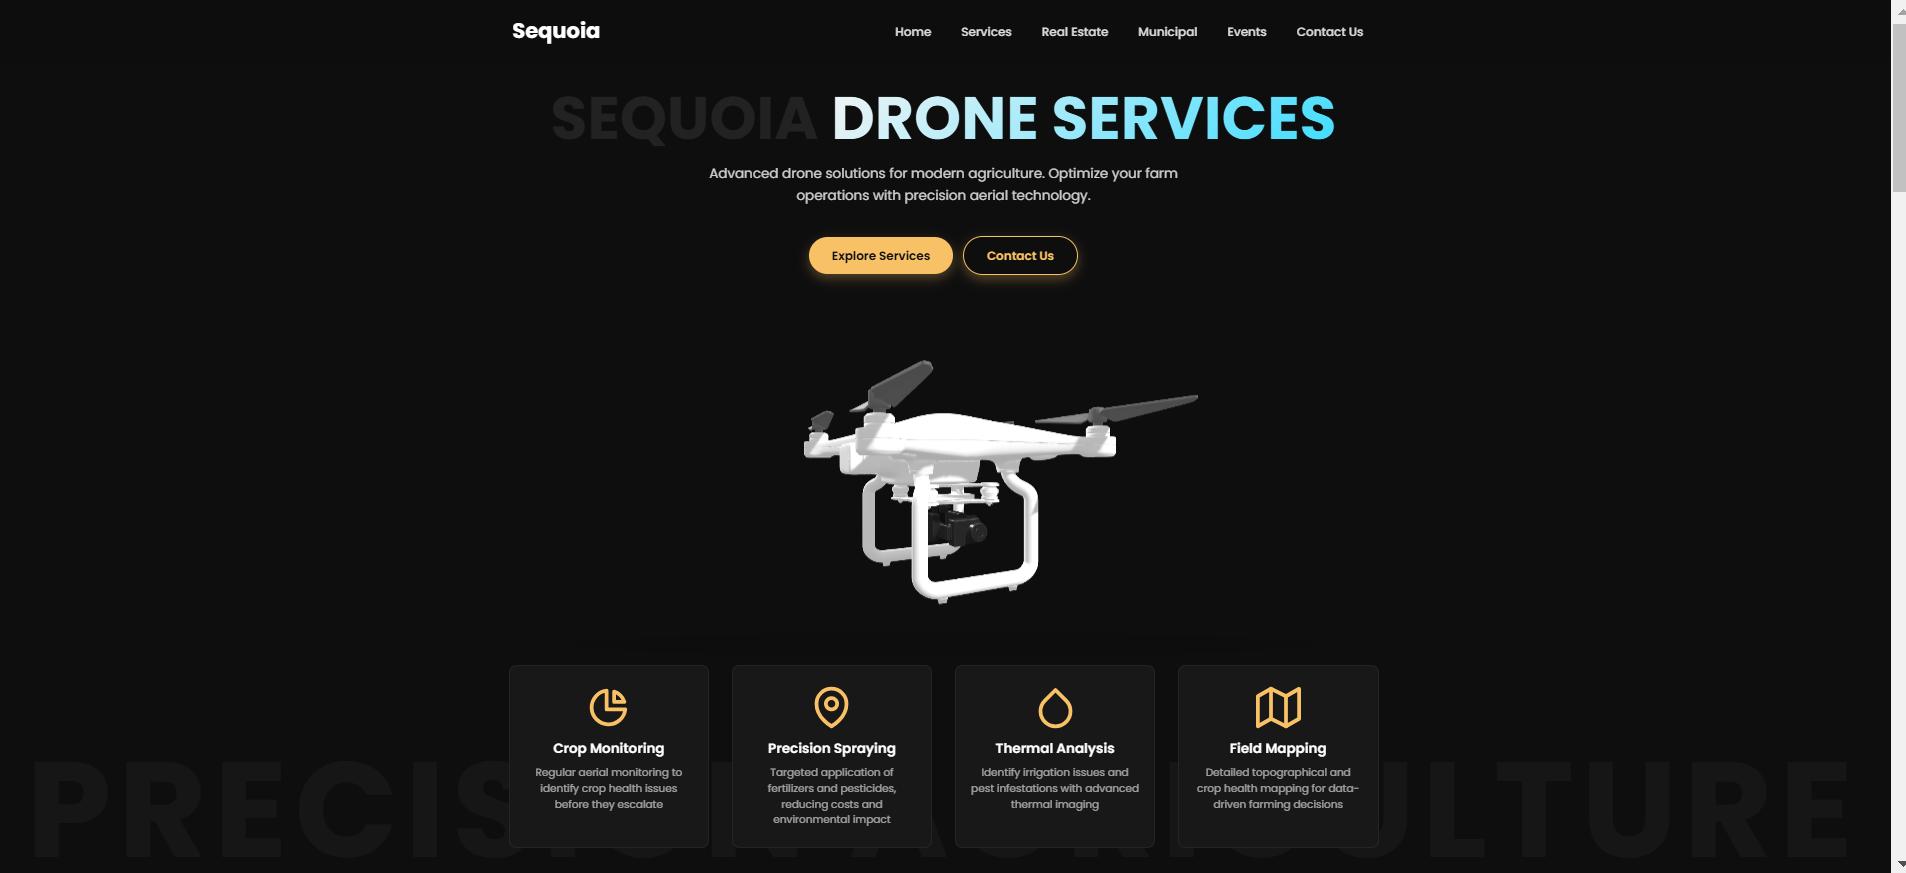 Sequoia
Home Services Real Estate Municipal Events Contact Us
SEQUOIA DRONE SERVICES
Advanced drone solutions for modern agriculture. Optimize your farm
operations with precision aerial technology.
Explore Services Contact Us
Crop Monitoring
Regular aerial monitoring to
identify crop health issues
before they escalate
Precision Spraying
Targeted application of
fertilizers and pesticides,
reducing costs and
environmental impact
Thermal Analysis
Identify irrigation issues and
pest infestations with advanced
thermal imaging
Field Mapping
Detailed topographical and
crop health mapping for data-
driven farming decisions
PRECISION AGRICULTURE